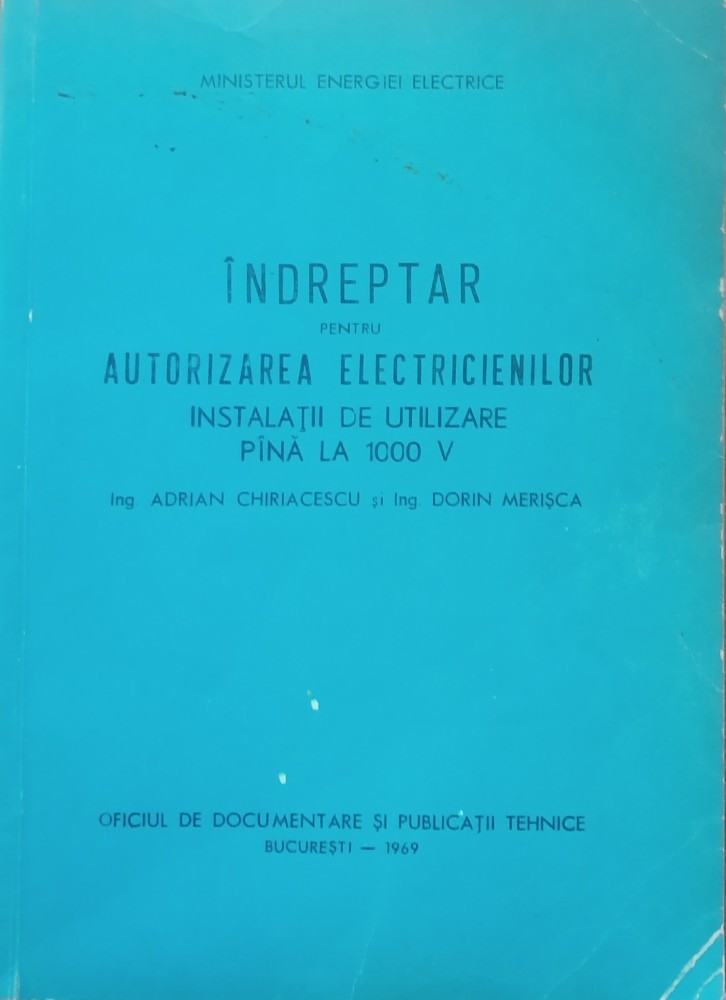 MINISTERUL ENERGIEI ELECTRICE
ÎNDREPTAR
PENTRU
AUTORIZAREA ELECTRICIENILOR
INSTALAŢII DE UTILIZARE
PÎNĂ LA 1000 V
Ing. ADRIAN CHIRIACESCU şi Ing. DORIN MERIŞCA
OFICIUL DE DOCUMENTARE ŞI PUBLICAŢII TEHNICE
BUCUREŞTI — 1969